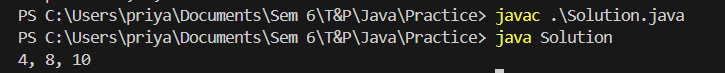 PS C:\Users\priya\Documents\Sem 6\T&P\Java\Practice> javac .\Solution.java
PS C:\Users\priya\Documents\Sem 6\T&P\Java\Practice> java Solution
4, 8, 10